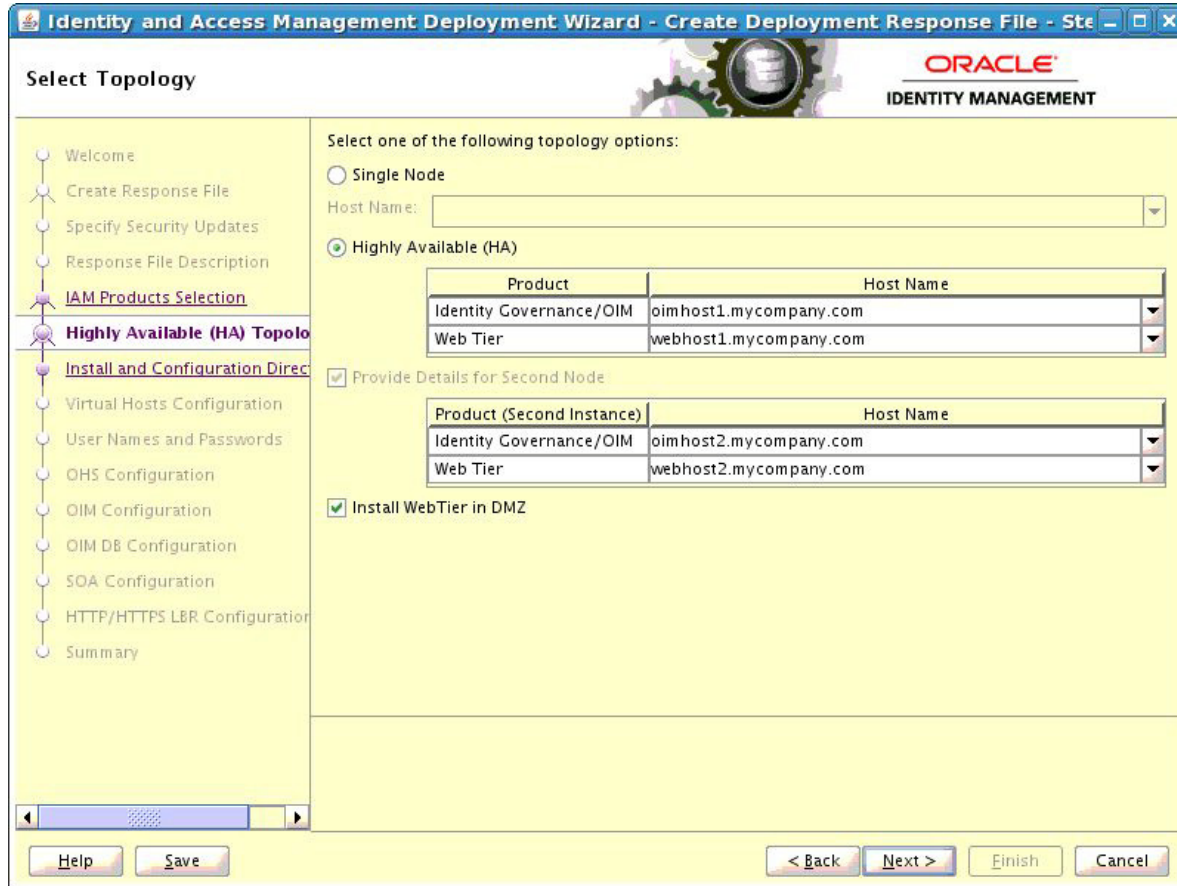 Identity and Access Management Deployment Wizard - Create Deployment Response File - Ste
Select Topology
ORACLE
IDENTITY MANAGEMENT
Welcome
Create Response File
Specify Security Updates
Response File Description
IAM Products Selection
Highly Available (HA) Topolo
Install and Configuration Direct
Virtual Hosts Configuration
User Names and Passwords
OHS Configuration
OIM Configuration
OIM DB Configuration
SOA Configuration
HTTP/HTTPS LBR Configuration
Summary
Select one of the following topology options:
Single Node
Host Name:
Highly Available (HA)
Product Host Name
Identity Governance/OIM oimhost1.mycompany.com
Web Tier webhost1.mycompany.com
Provide Details for Second Node
Product (Second Instance) Host Name
Identity Governance/OIM oimhost2.mycompany.com
Web Tier webhost2.mycompany.com
Install WebTier in DMZ
Help Save < Back Next > Finish Cancel